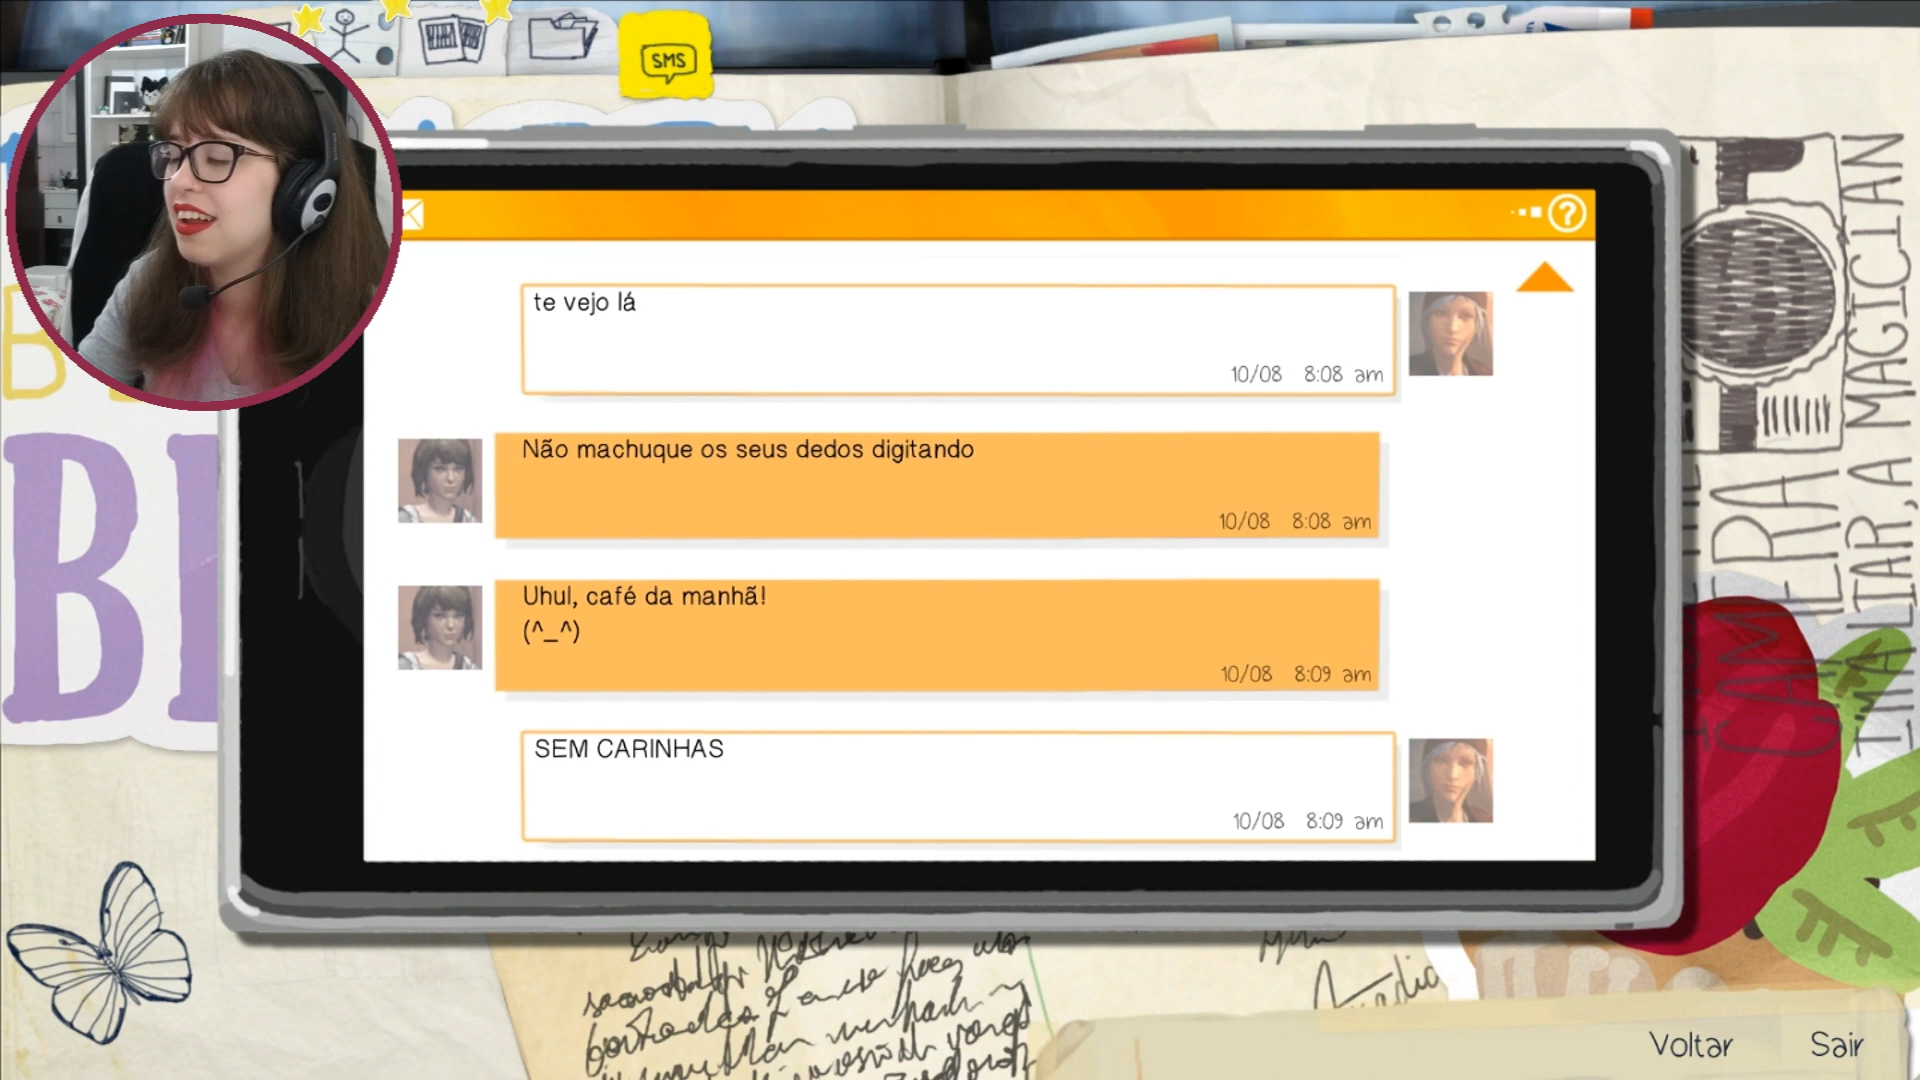 SMS
te vejo lá
10/08 8:08 am
Não machuque os seus dedos digitando
10/08 8:08 am
Uhul, café da manhã!
(^_^)
10/08 8:09 am
SEM CARINHAS
10/08 8:09 am
CAMERA
LIAR, A MAGICIAN
Voltar
Sair